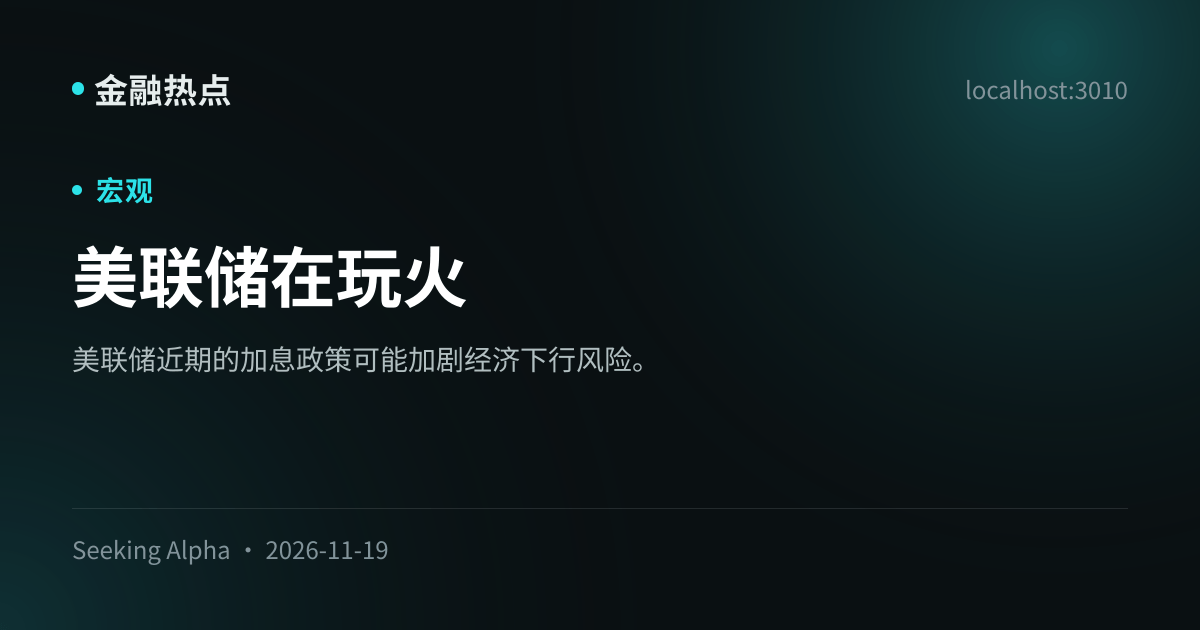 金融热点
localhost:3010
宏观
美联储在玩火
美联储近期的加息政策可能加剧经济下行风险。
Seeking Alpha • 2026-11-19